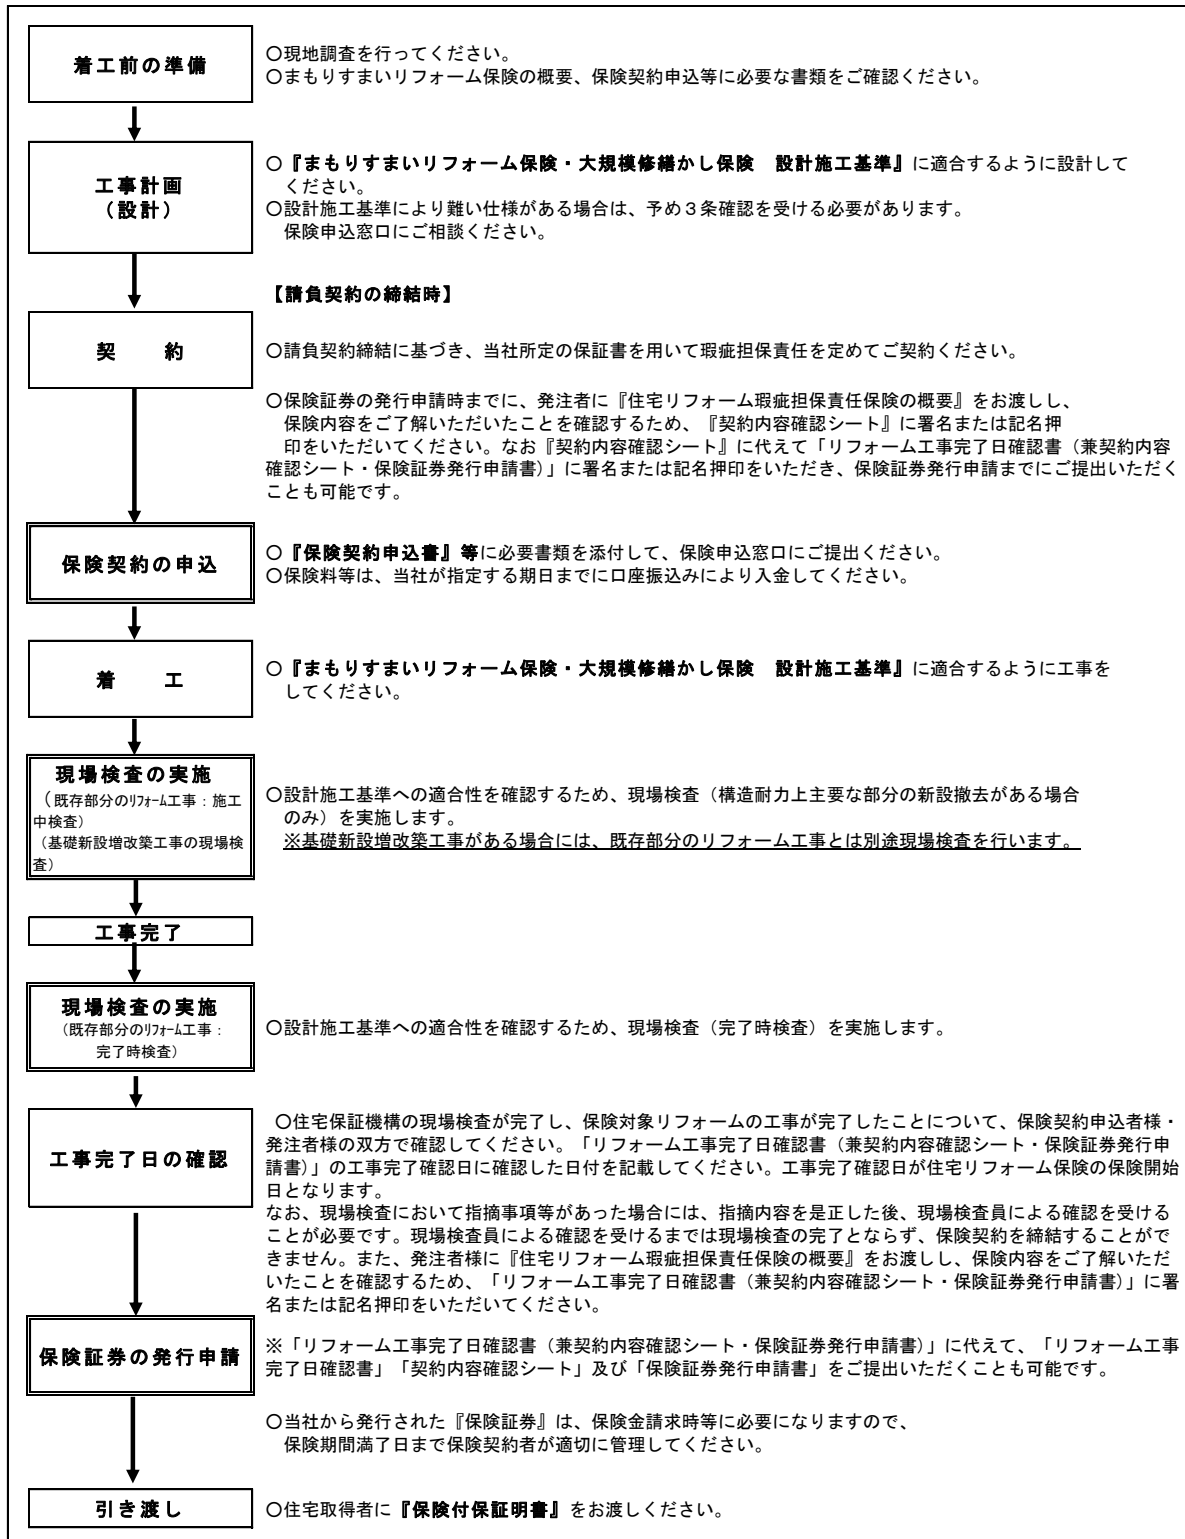 着工前の準備
〇現地調査を行ってください。
〇まもりすまいリフォーム保険の概要、保険契約申込等に必要な書類をご確認ください。
工事計画
（設計）
〇『まもりすまいリフォーム保険・大規模修繕かし保険　設計施工基準』に適合するように設計して
ください。
〇設計施工基準により難い仕様がある場合は、予め３条確認を受ける必要があります。
保険申込窓口にご相談ください。
【請負契約の締結時】
契　約
〇請負契約締結に基づき、当社所定の保証書を用いて瑕疵担保責任を定めてご契約ください。
〇保険証券の発行申請時までに、発注者に『住宅リフォーム瑕疵担保責任保険の概要』をお渡しし、
保険内容をご了解いただいたことを確認するため、『契約内容確認シート』に署名または記名押
印をいただいてください。なお『契約内容確認シート』に代えて「リフォーム工事完了日確認書（兼契約内容
確認シート・保険証券発行申請書）」に署名または記名押印をいただき、保険証券発行申請までにご提出いただく
ことも可能です。
保険契約の申込
〇『保険契約申込書』等に必要書類を添付して、保険申込窓口にご提出ください。
〇保険料等は、当社が指定する期日までに口座振込みにより入金してください。
着　工
〇『まもりすまいリフォーム保険・大規模修繕かし保険　設計施工基準』に適合するように工事を
してください。
現場検査の実施
（既存部分のﾘﾌｫｰﾑ工事：施工
中検査）
（基礎新設増改築工事の現場検
査）
〇設計施工基準への適合性を確認するため、現場検査（構造耐力上主要な部分の新設撤去がある場合
のみ）を実施します。
※基礎新設増改築工事がある場合には、既存部分のリフォーム工事とは別途現場検査を行います。
工事完了
現場検査の実施
（既存部分のﾘﾌｫｰﾑ工事：
完了時検査）
〇設計施工基準への適合性を確認するため、現場検査（完了時検査）を実施します。
工事完了日の確認
〇住宅保証機構の現場検査が完了し、保険対象リフォームの工事が完了したことについて、保険契約申込者様・
発注者様の双方で確認してください。「リフォーム工事完了日確認書（兼契約内容確認シート・保険証券発行申
請書）」の工事完了確認日に確認した日付を記載してください。工事完了確認日が住宅リフォーム保険の保険開始
日となります。
なお、現場検査において指摘事項等があった場合には、指摘内容を是正した後、現場検査員による確認を受ける
ことが必要です。現場検査員による確認を受けるまでは現場検査の完了とならず、保険契約を締結することがで
きません。また、発注者様に『住宅リフォーム瑕疵担保責任保険の概要』をお渡しし、保険内容をご了解いただ
いたことを確認するため、「リフォーム工事完了日確認書（兼契約内容確認シート・保険証券発行申請書）」に署
名または記名押印をいただいてください。
保険証券の発行申請
※「リフォーム工事完了日確認書（兼契約内容確認シート・保険証券発行申請書）」に代えて、「リフォーム工事
完了日確認書」「契約内容確認シート」及び「保険証券発行申請書」をご提出いただくことも可能です。
〇当社から発行された『保険証券』は、保険金請求時等に必要になりますので、
保険期間満了日まで保険契約者が適切に管理してください。
引き渡し
〇住宅取得者に『保険付保証明書』をお渡しください。